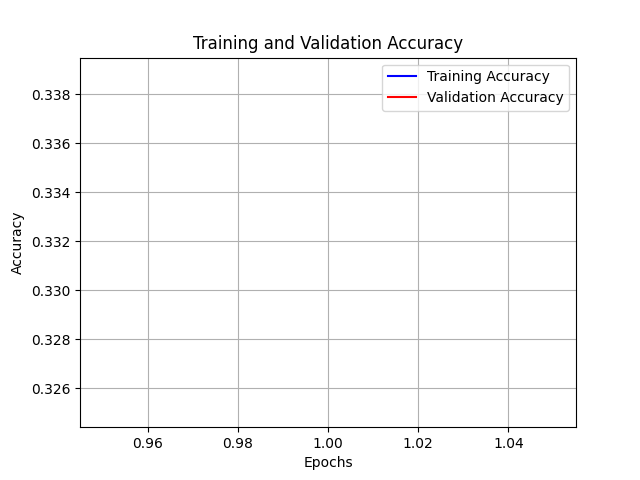 Training and Validation Accuracy
Training Accuracy
Validation Accuracy
0.338
0.336
0.334
0.332
0.330
0.328
0.326
Accuracy
0.96 0.98 1.00 1.02 1.04
Epochs